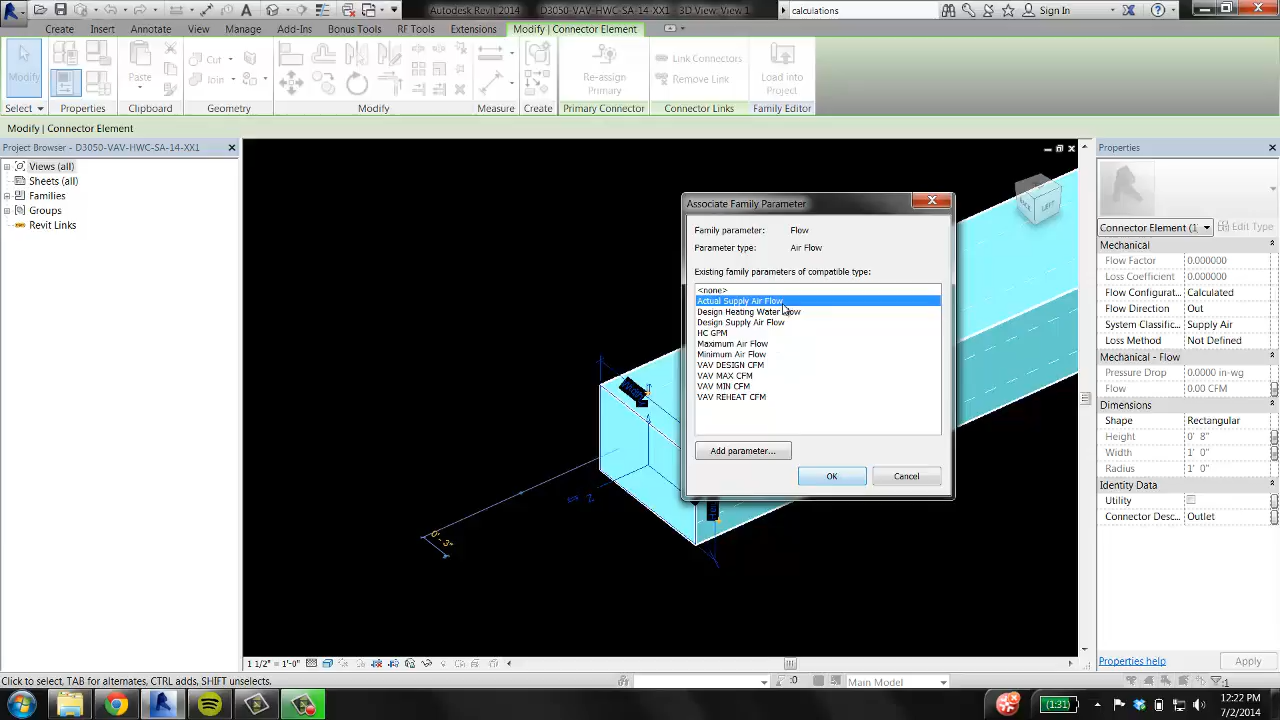 Autodesk Revit 2014 - D3050-VAV-HWC-SA-14-XX1 - 3D View: View 1
calculations
Sign In
Create Insert Annotate View Manage Add-Ins Bonus Tools RF Tools Extensions Modify | Connector Element
Modify
Cut
Join
Paste
Re-assign
Primary
Link Connectors
Remove Link
Load into
Project
Select Properties Clipboard Geometry Modify Measure Create Primary Connector Connector Links Family Editor
Modify | Connector Element
Project Browser - D3050-VAV-HWC-SA-14-XX1
Views (all)
Sheets (all)
Families
Groups
Revit Links
LEFT
0' - 3"
Z
Associate Family Parameter
Family parameter: Flow
Parameter type: Air Flow
Existing family parameters of compatible type:
<none>
Actual Supply Air Flow
Design Heating Water Flow
Design Supply Air Flow
HC GPM
Maximum Air Flow
Minimum Air Flow
VAV DESIGN CFM
VAV MAX CFM
VAV MIN CFM
VAV REHEAT CFM
Add parameter...
OK
Cancel
Properties
Connector Element (1
Edit Type
Mechanical
Flow Factor 0.000000
Loss Coefficient 0.000000
Flow Configurat... Calculated
Flow Direction Out
System Classific... Supply Air
Loss Method Not Defined
Mechanical - Flow
Pressure Drop 0.0000 in-wg
Flow 0.00 CFM
Dimensions
Shape Rectangular
Height 0' 8"
Width 1' 0"
Radius 1' 0"
Identity Data
Utility
Connector Desc... Outlet
Properties help
Apply
1 1/2" = 1'-0"
Click to select, TAB for alternates, CTRL adds, SHIFT unselects.
:0
Main Model
:1
(1:31)
12:22 PM
7/2/2014